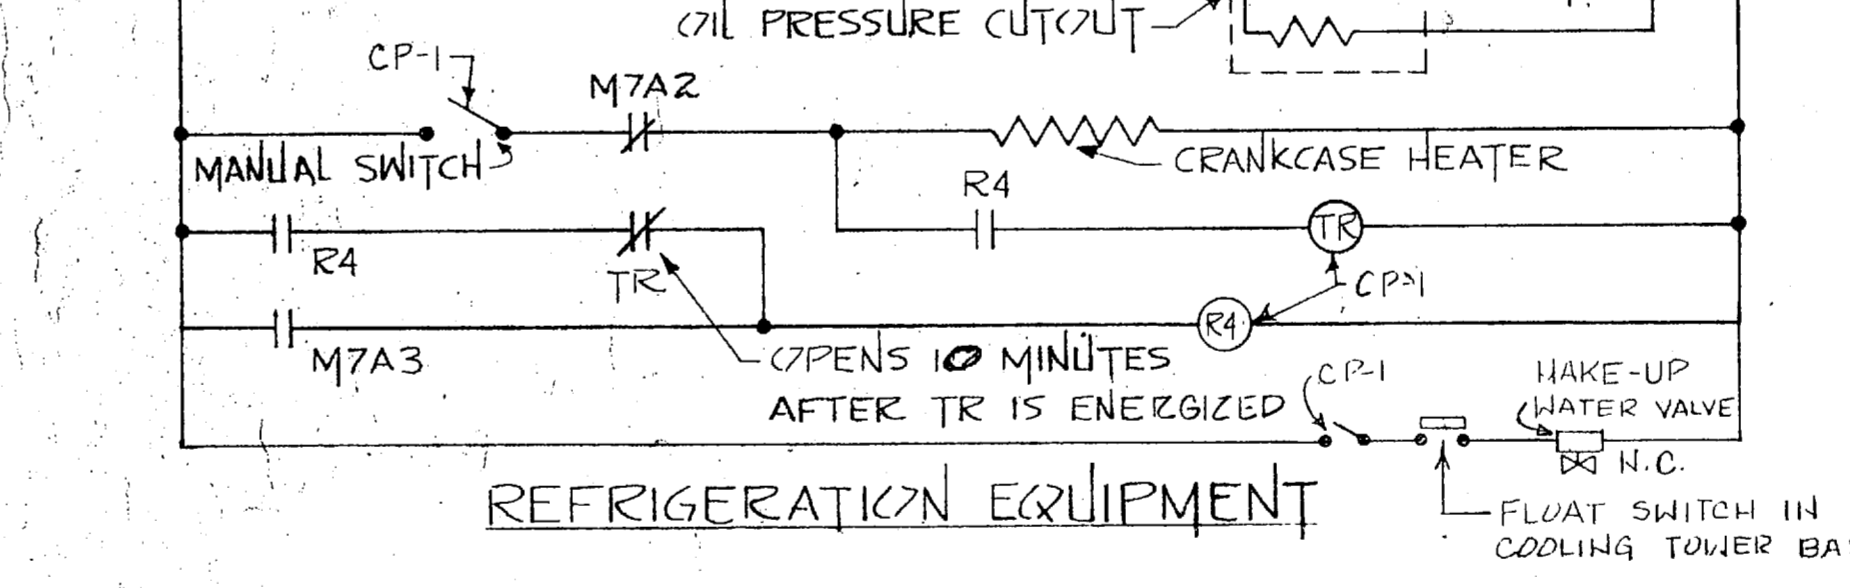 OIL PRESSURE CUTOUT
CP-1
M7A2
MANUAL SWITCH
CRANKCASE HEATER
R4
TR
R4
TR
CP-1
R4
M7A3
OPENS 10 MINUTES
AFTER TR IS ENERGIZED
CP-1
MAKE-UP
WATER VALVE
N.C.
REFRIGERATION EQUIPMENT
FLOAT SWITCH IN
COOLING TOWER BA